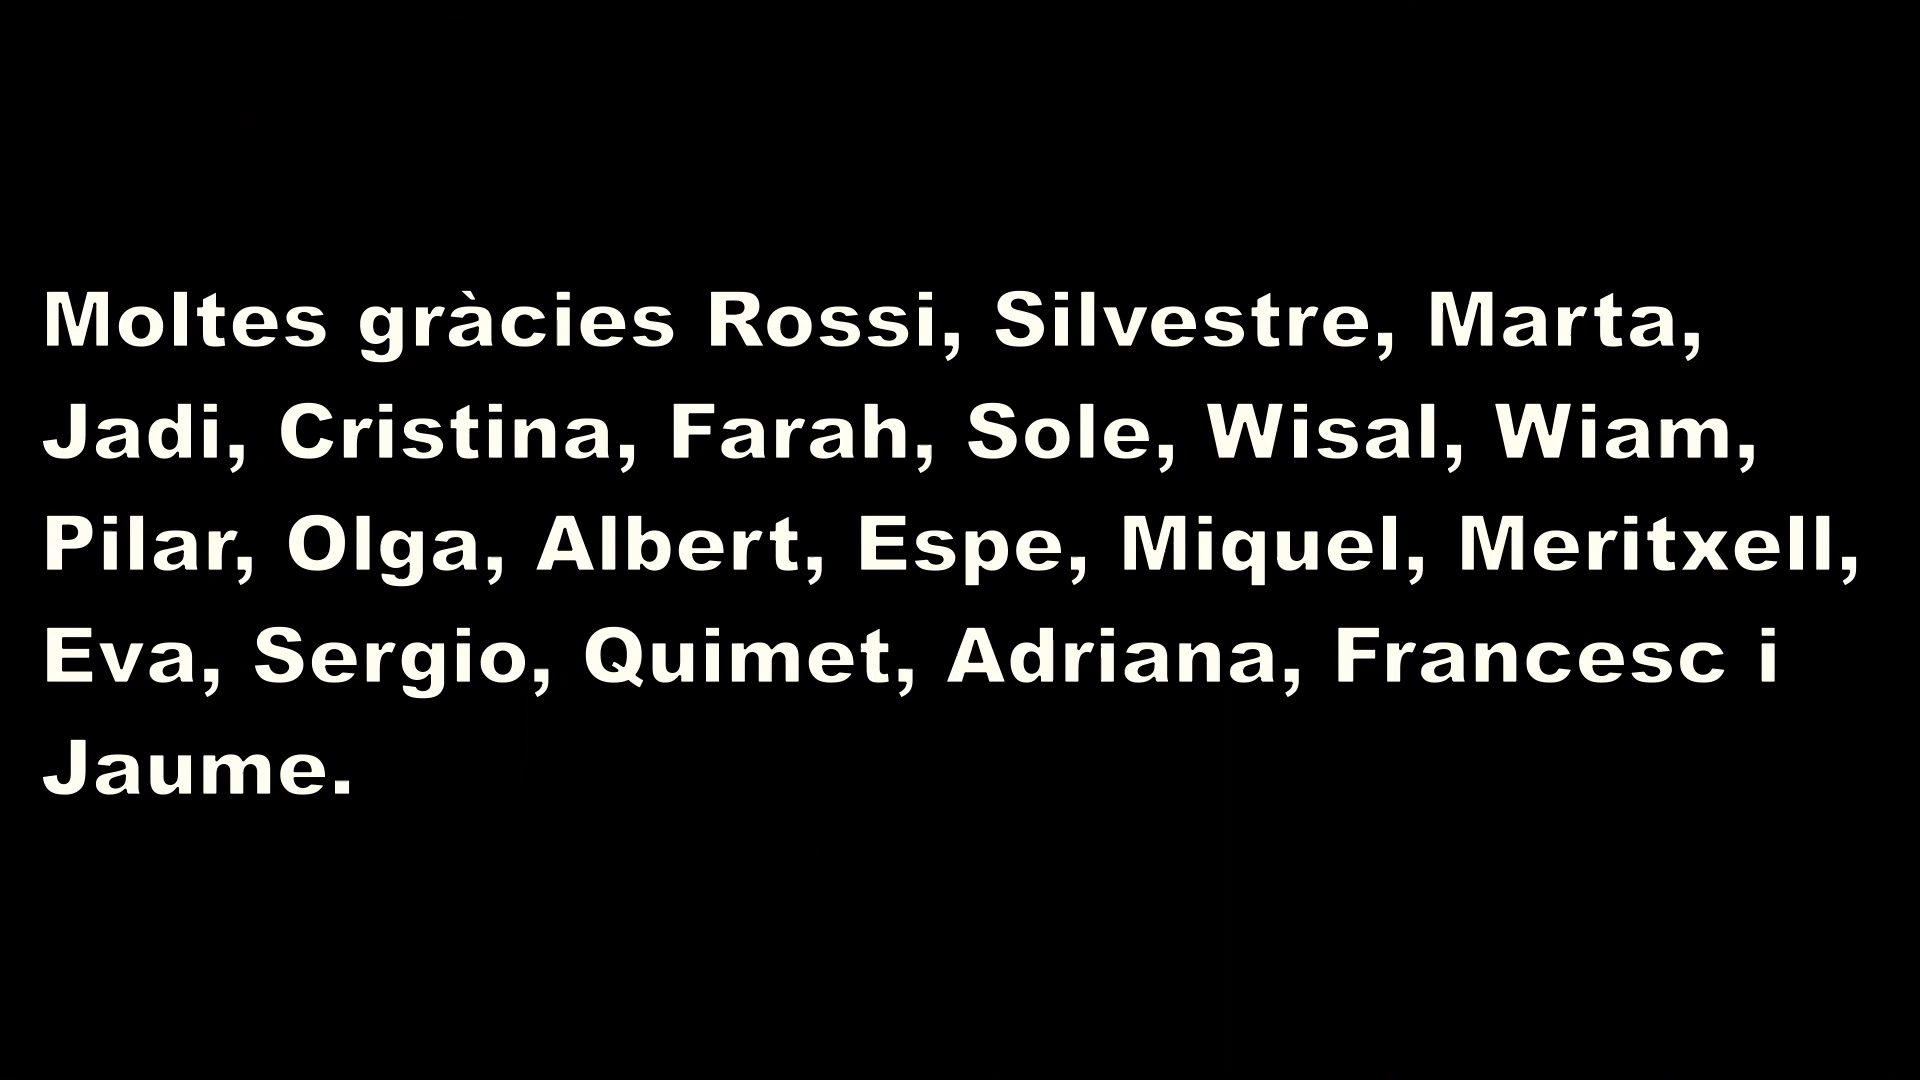 Moltes gràcies Rossi, Silvestre, Marta,
Jadi, Cristina, Farah, Sole, Wisal, Wiam,
Pilar, Olga, Albert, Espe, Miquel, Meritxell,
Eva, Sergio, Quimet, Adriana, Francesc i
Jaume.